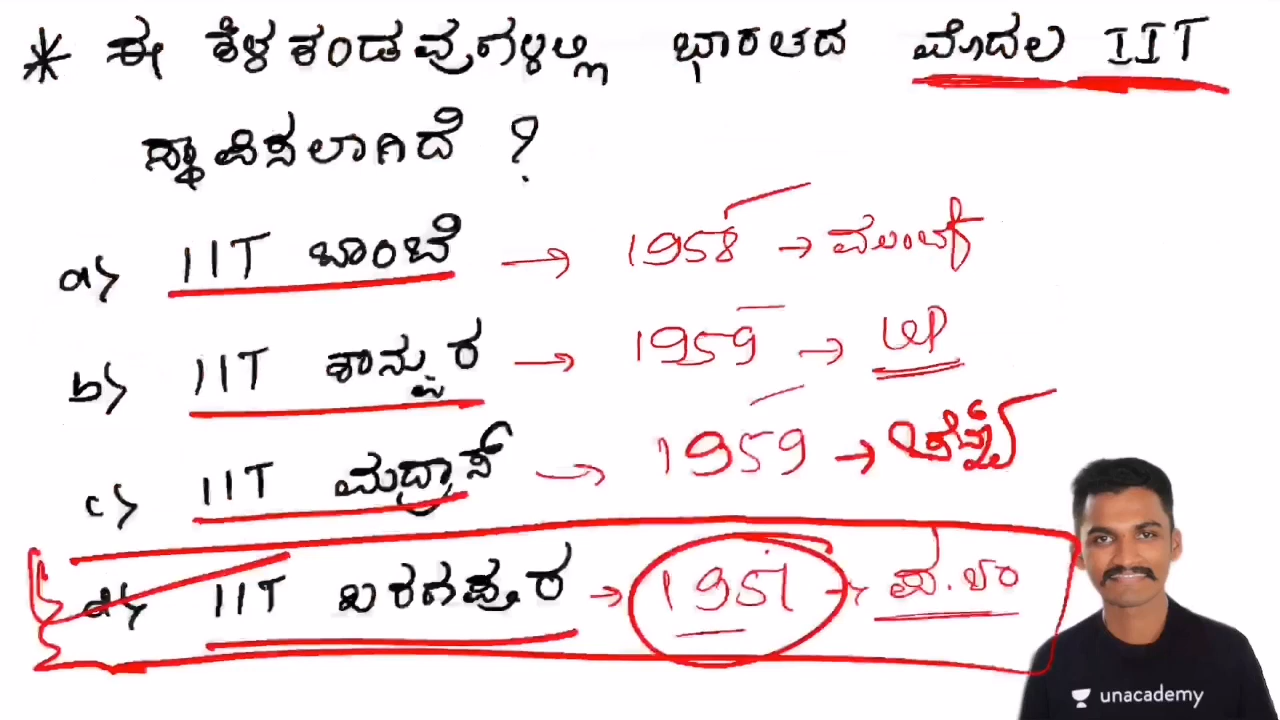 * ಈ ಕೆಳಕಂಡವುಗಳಲ್ಲಿ ಭಾರತದ ಮೊದಲ IIT
ಸ್ಥಾಪಿಸಲಾಗಿದೆ ?
a> IIT ಬಾಂಬೆ → 1958 → ಮುಂಬೈ
b> IIT ಕಾನ್ಪುರ → 1959 → UP
c> IIT ಮದ್ರಾಸ್ → 1959 →
d> IIT ಖರಗಪುರ → 1951 → ಪ.ಬಂ
unacademy